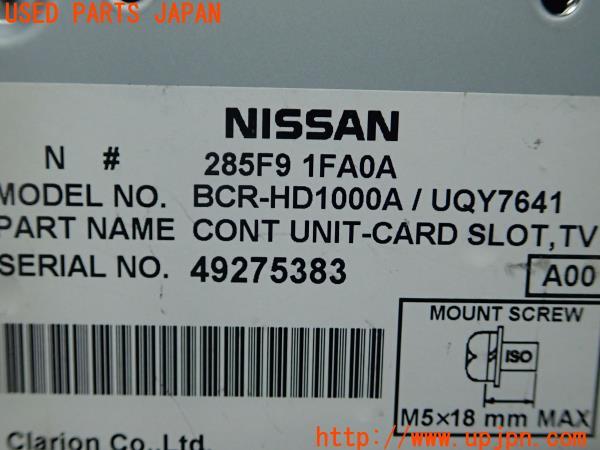 USED PARTS JAPAN
NISSAN
N # 285F9 1FA0A
MODEL NO. BCR-HD1000A / UQY7641
PART NAME CONT UNIT-CARD SLOT, TV
SERIAL NO. 49275383
A00
MOUNT SCREW
ISO
M5×18 mm MAX
Clarion Co.,Ltd.
http://www.upjpn.com